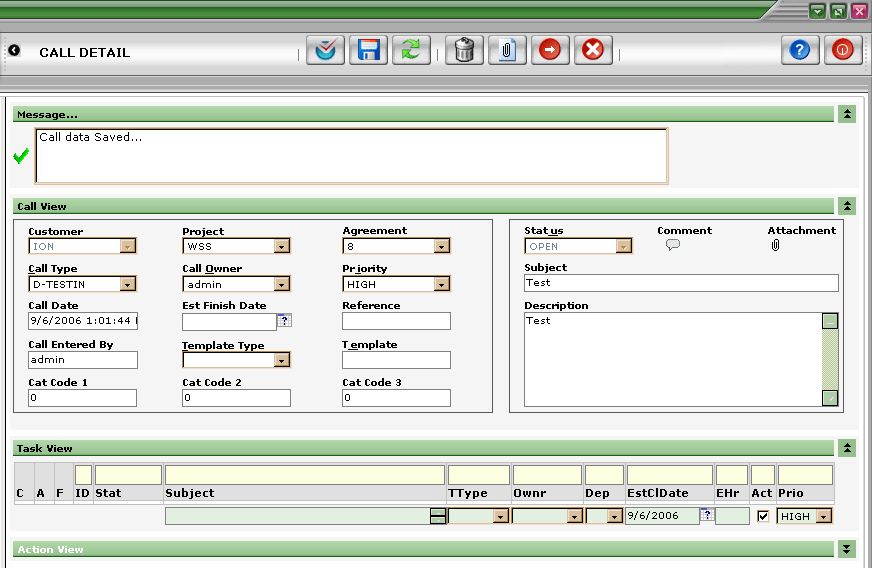 CALL DETAIL
Message...
Call data Saved...
Call View
Customer Project Agreement Status Comment Attachment
ION WSS 8 OPEN
Call Type Call Owner Priority Subject
D-TESTIN admin HIGH Test
Call Date Est Finish Date Reference Description
9/6/2006 1:01:44 Test
Call Entered By Template Type Template
admin
Cat Code 1 Cat Code 2 Cat Code 3
0 0 0
Task View
C A F ID Stat Subject TType Ownr Dep EstClDate EHr Act Prio
9/6/2006 ? HIGH
Action View